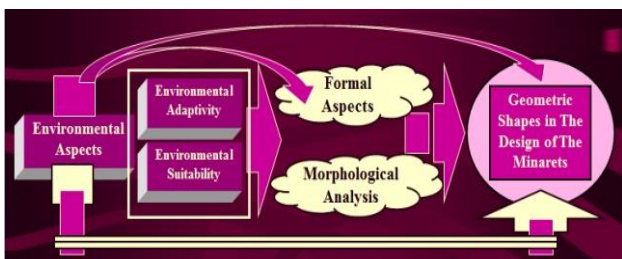 Environmental
Aspects
Environmental
Adaptivity
Environmental
Suitability
Formal
Aspects
Morphological
Analysis
Geometric
Shapes in The
Design of The
Minarets